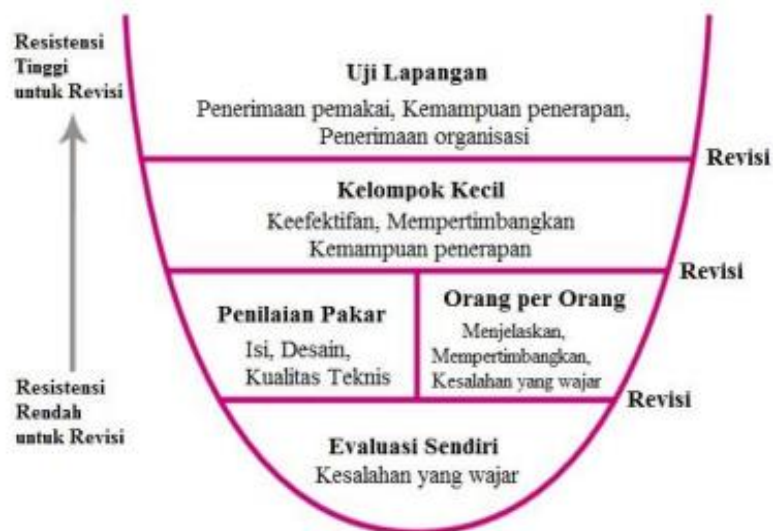 Resistensi
Tinggi
untuk Revisi
Uji Lapangan
Penerimaan pemakai, Kemampuan penerapan,
Penerimaan organisasi
Revisi
Kelompok Kecil
Keefektifan, Mempertimbangkan
Kemampuan penerapan
Revisi
Penilaian Pakar
Isi, Desain,
Kualitas Teknis
Orang per Orang
Menjelaskan,
Mempertimbangkan,
Kesalahan yang wajar
Revisi
Resistensi
Rendah
untuk Revisi
Evaluasi Sendiri
Kesalahan yang wajar